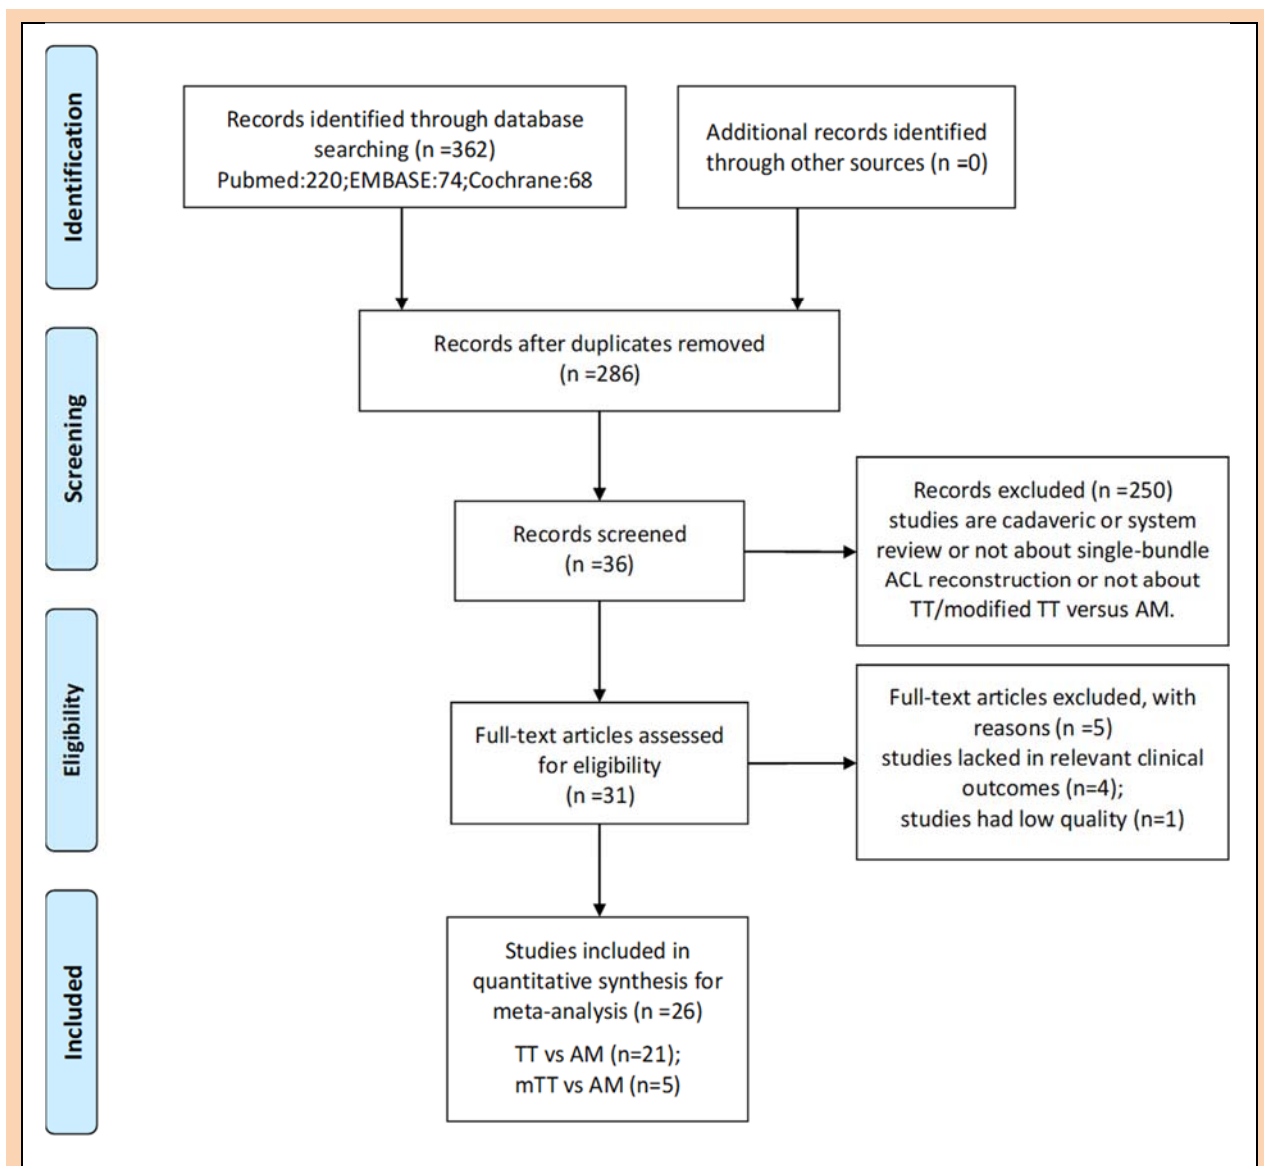 Identification
Records identified through database
searching (n =362)
Pubmed:220;EMBASE:74;Cochrane:68
Additional records identified
through other sources (n =0)
Screening
Records after duplicates removed
(n =286)
Records screened
(n =36)
Records excluded (n =250)
studies are cadaveric or system
review or not about single-bundle
ACL reconstruction or not about
TT/modified TT versus AM.
Eligibility
Full-text articles assessed
for eligibility
(n =31)
Full-text articles excluded, with
reasons (n =5)
studies lacked in relevant clinical
outcomes (n=4);
studies had low quality (n=1)
Included
Studies included in
quantitative synthesis for
meta-analysis (n =26)
TT vs AM (n=21);
mTT vs AM (n=5)